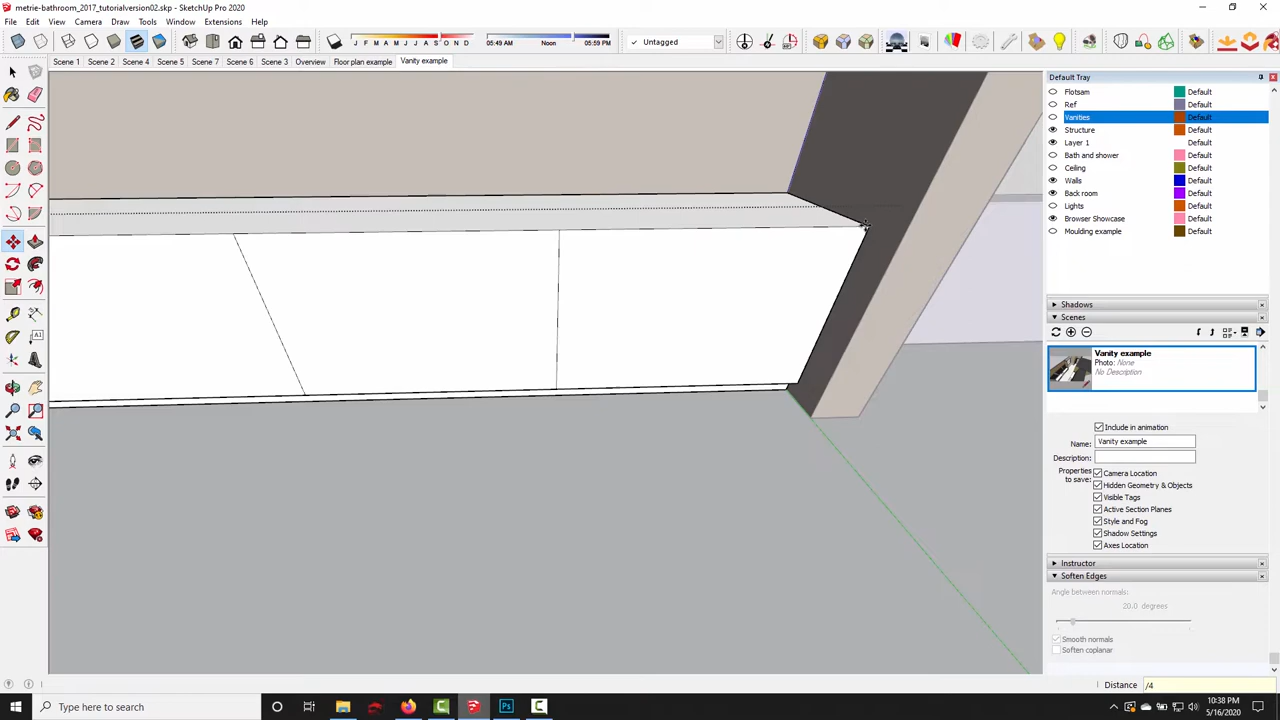 metrie-bathroom_2017_tutorialversion02.skp - SketchUp Pro 2020
File Edit View Camera Draw Tools Window Extensions Help
J F M A M J J A S O N D 05:49 AM Noon 05:59 PM Untagged
Scene 1 Scene 2 Scene 4 Scene 5 Scene 7 Scene 6 Scene 3 Overview Floor plan example Vanity example
Default Tray
Flotsam Default
Ref Default
Vanities Default
Structure Default
Layer 1 Default
Bath and shower Default
Ceiling Default
Walls Default
Back room Default
Lights Default
Browser Showcase Default
Moulding example Default
Shadows
Scenes
Vanity example
Photo: None
No Description
Include in animation
Name: Vanity example
Description:
Properties to save:
Camera Location
Hidden Geometry & Objects
Visible Tags
Active Section Planes
Style and Fog
Shadow Settings
Axes Location
Instructor
Soften Edges
Angle between normals:
20.0 degrees
Smooth normals
Soften coplanar
Distance /4
Type here to search
10:38 PM
5/16/2020